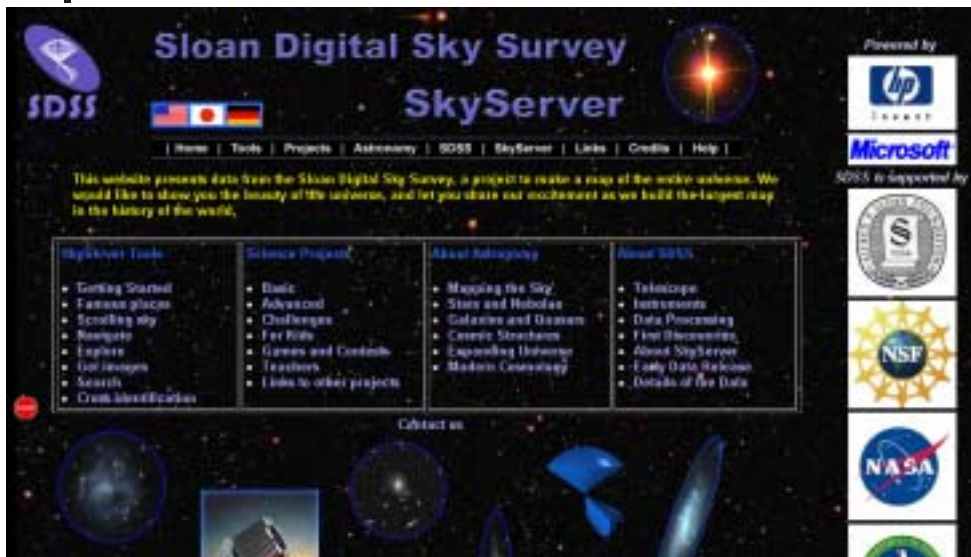 Sloan Digital Sky Survey
SkyServer
SDSS
| Home | Tools | Projects | Astronomy | SDSS | SkyServer | Links | Credits | Help |
This website presents data from the Sloan Digital Sky Survey, a project to make a map of the entire universe. We
would like to show you the beauty of the universe, and let you share our excitement as we build the largest map
in the history of the world.
SkyServer Tools
Getting Started
Famous places
Scrolling sky
Navigate
Explore
Get images
Search
Cross-Identification
Science Projects
Basic
Advanced
Challenges
For Kids
Games and Contests
Teachers
Links to other projects
About Astronomy
Mapping the Sky
Stars and Nebulae
Galaxies and Quasars
Cosmic Structures
Expanding Universe
Modern Cosmology
About SDSS
Telescope
Instruments
Data Processing
First Discoveries
About SkyServer
Early Data Release
Details of the Data
Contact us
Powered by
hp
invent
Microsoft
SDSS is supported by
NSF
NASA